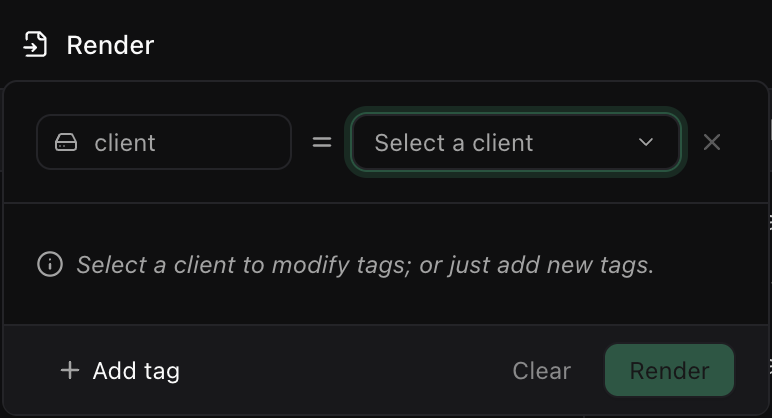 Render
client = Select a client
Select a client to modify tags; or just add new tags.
Add tag Clear Render